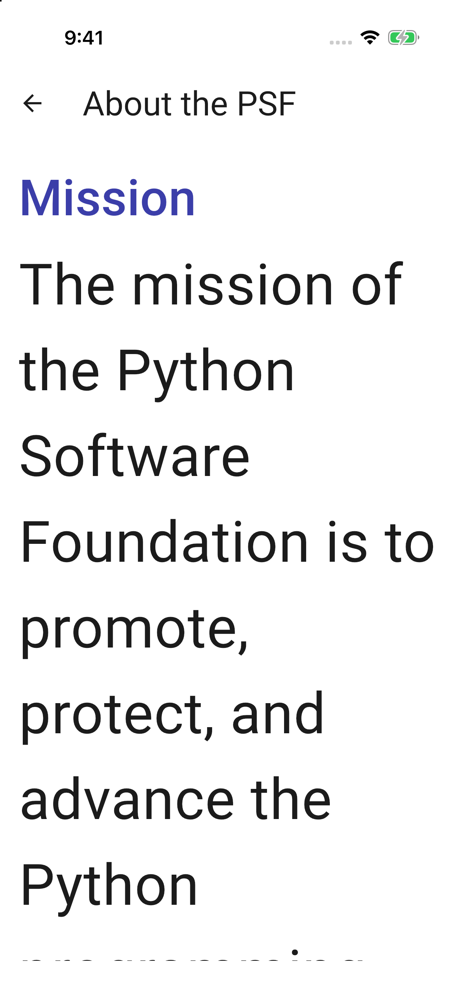 9:41
About the PSF
Mission
The mission of
the Python
Software
Foundation is to
promote,
protect, and
advance the
Python